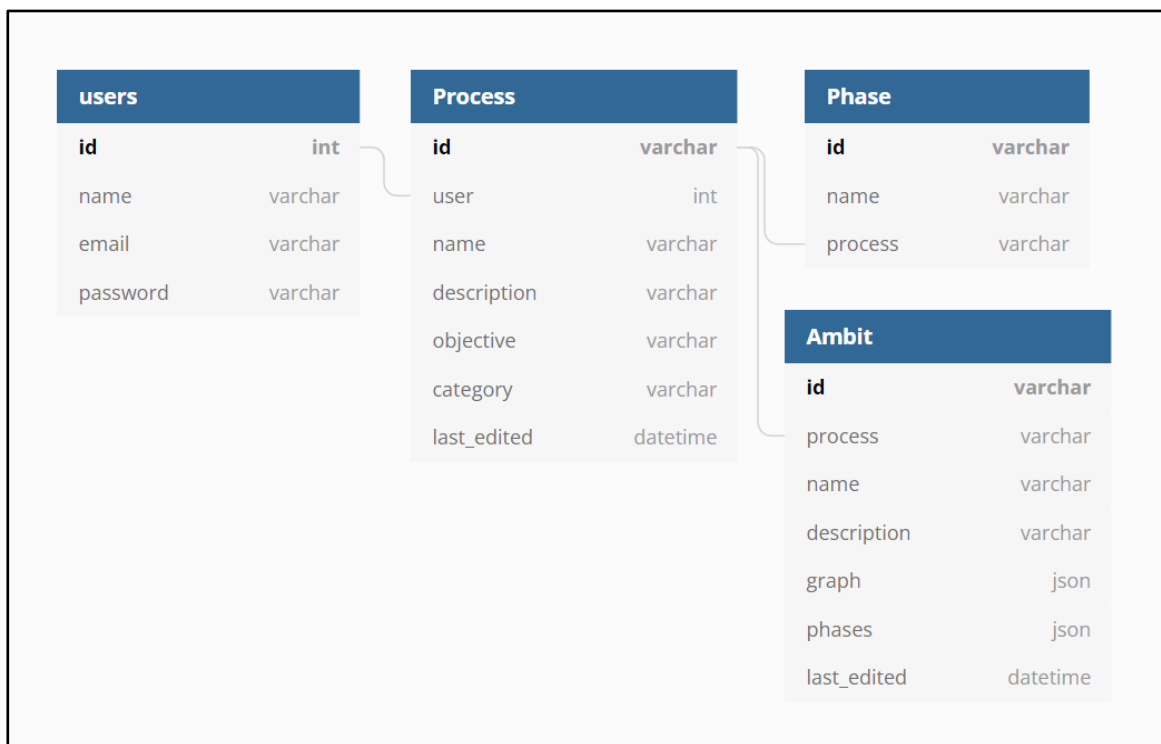 users
id int
name varchar
email varchar
password varchar
Process
id varchar
user int
name varchar
description varchar
objective varchar
category varchar
last_edited datetime
Phase
id varchar
name varchar
process varchar
Ambit
id varchar
process varchar
name varchar
description varchar
graph json
phases json
last_edited datetime